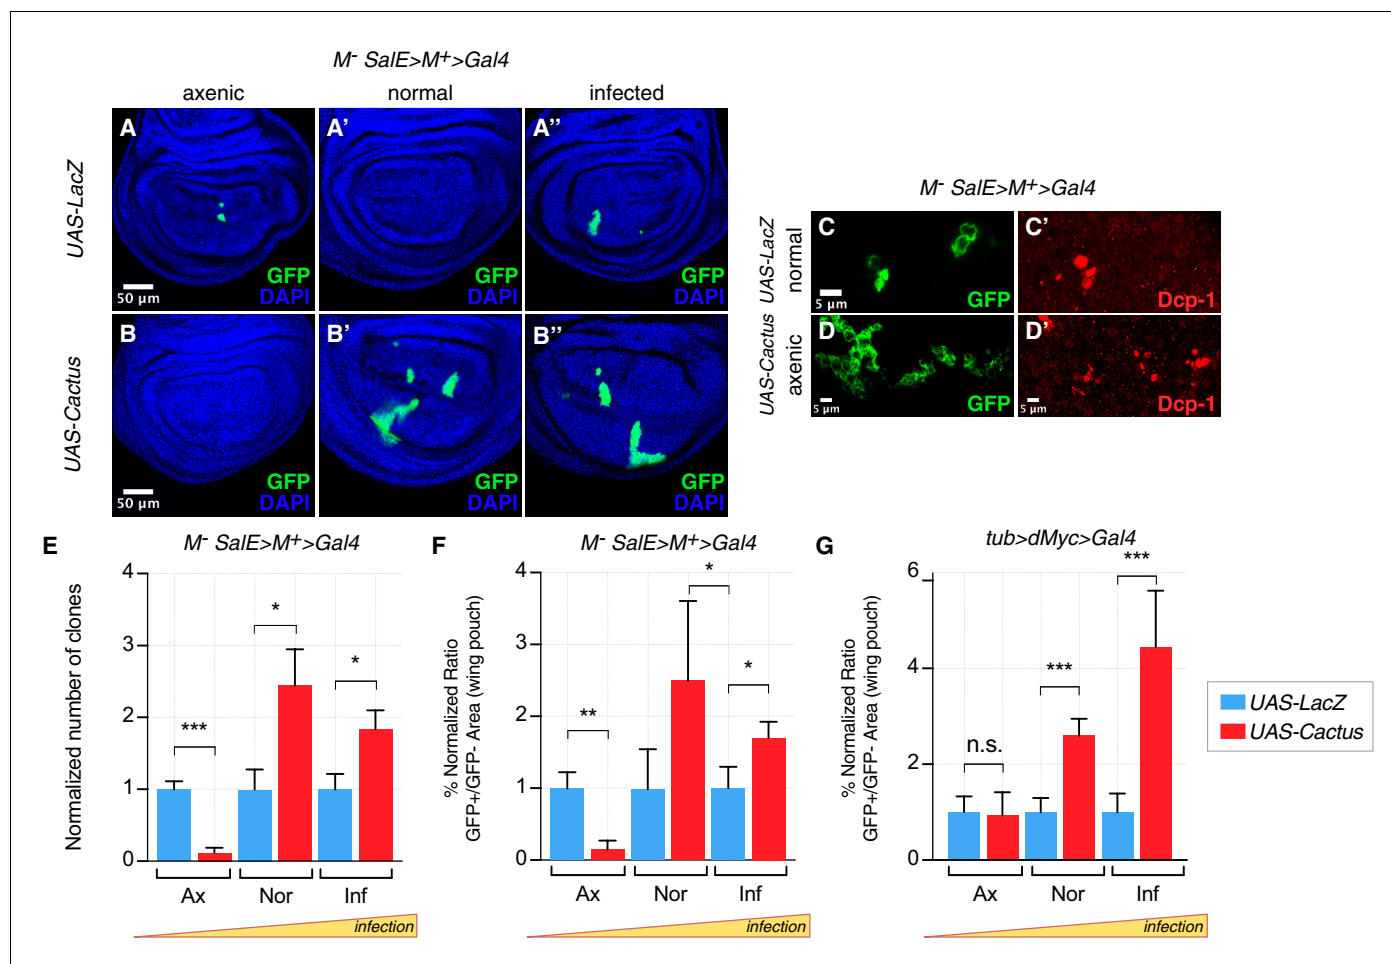 M- SalE>M+>Gal4
axenic
normal
infected
UAS-LacZ
A
GFP
DAPI
50 µm
A'
GFP
DAPI
A''
GFP
DAPI
UAS-Cactus
B
GFP
DAPI
50 µm
B'
GFP
DAPI
B''
GFP
DAPI
M- SalE>M+>Gal4
UAS-LacZ
normal
C
5 µm
GFP
C'
Dcp-1
UAS-Cactus
axenic
D
5 µm
GFP
D'
5 µm
Dcp-1
E
M- SalE>M+>Gal4
Normalized number of clones
4
3
2
1
0
***
*
*
Ax
Nor
Inf
infection
F
M- SalE>M+>Gal4
% Normalized Ratio
GFP+/GFP- Area (wing pouch)
4
3
2
1
0
**
*
*
Ax
Nor
Inf
infection
G
tub>dMyc>Gal4
% Normalized Ratio
GFP+/GFP- Area (wing pouch)
6
4
2
0
n.s.
***
***
Ax
Nor
Inf
infection
UAS-LacZ
UAS-Cactus